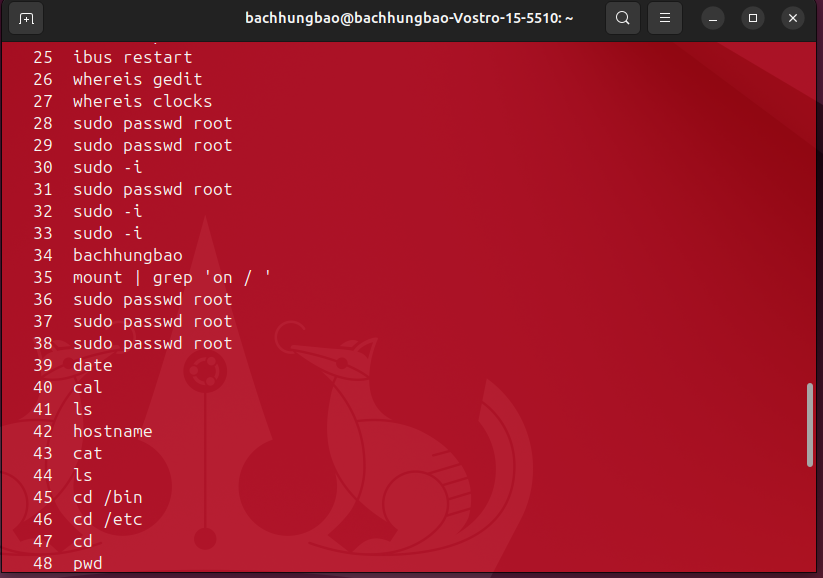 bachhungbao@bachhungbao-Vostro-15-5510: ~
25 ibus restart
26 whereis gedit
27 whereis clocks
28 sudo passwd root
29 sudo passwd root
30 sudo -i
31 sudo passwd root
32 sudo -i
33 sudo -i
34 bachhungbao
35 mount | grep 'on / '
36 sudo passwd root
37 sudo passwd root
38 sudo passwd root
39 date
40 cal
41 ls
42 hostname
43 cat
44 ls
45 cd /bin
46 cd /etc
47 cd
48 pwd